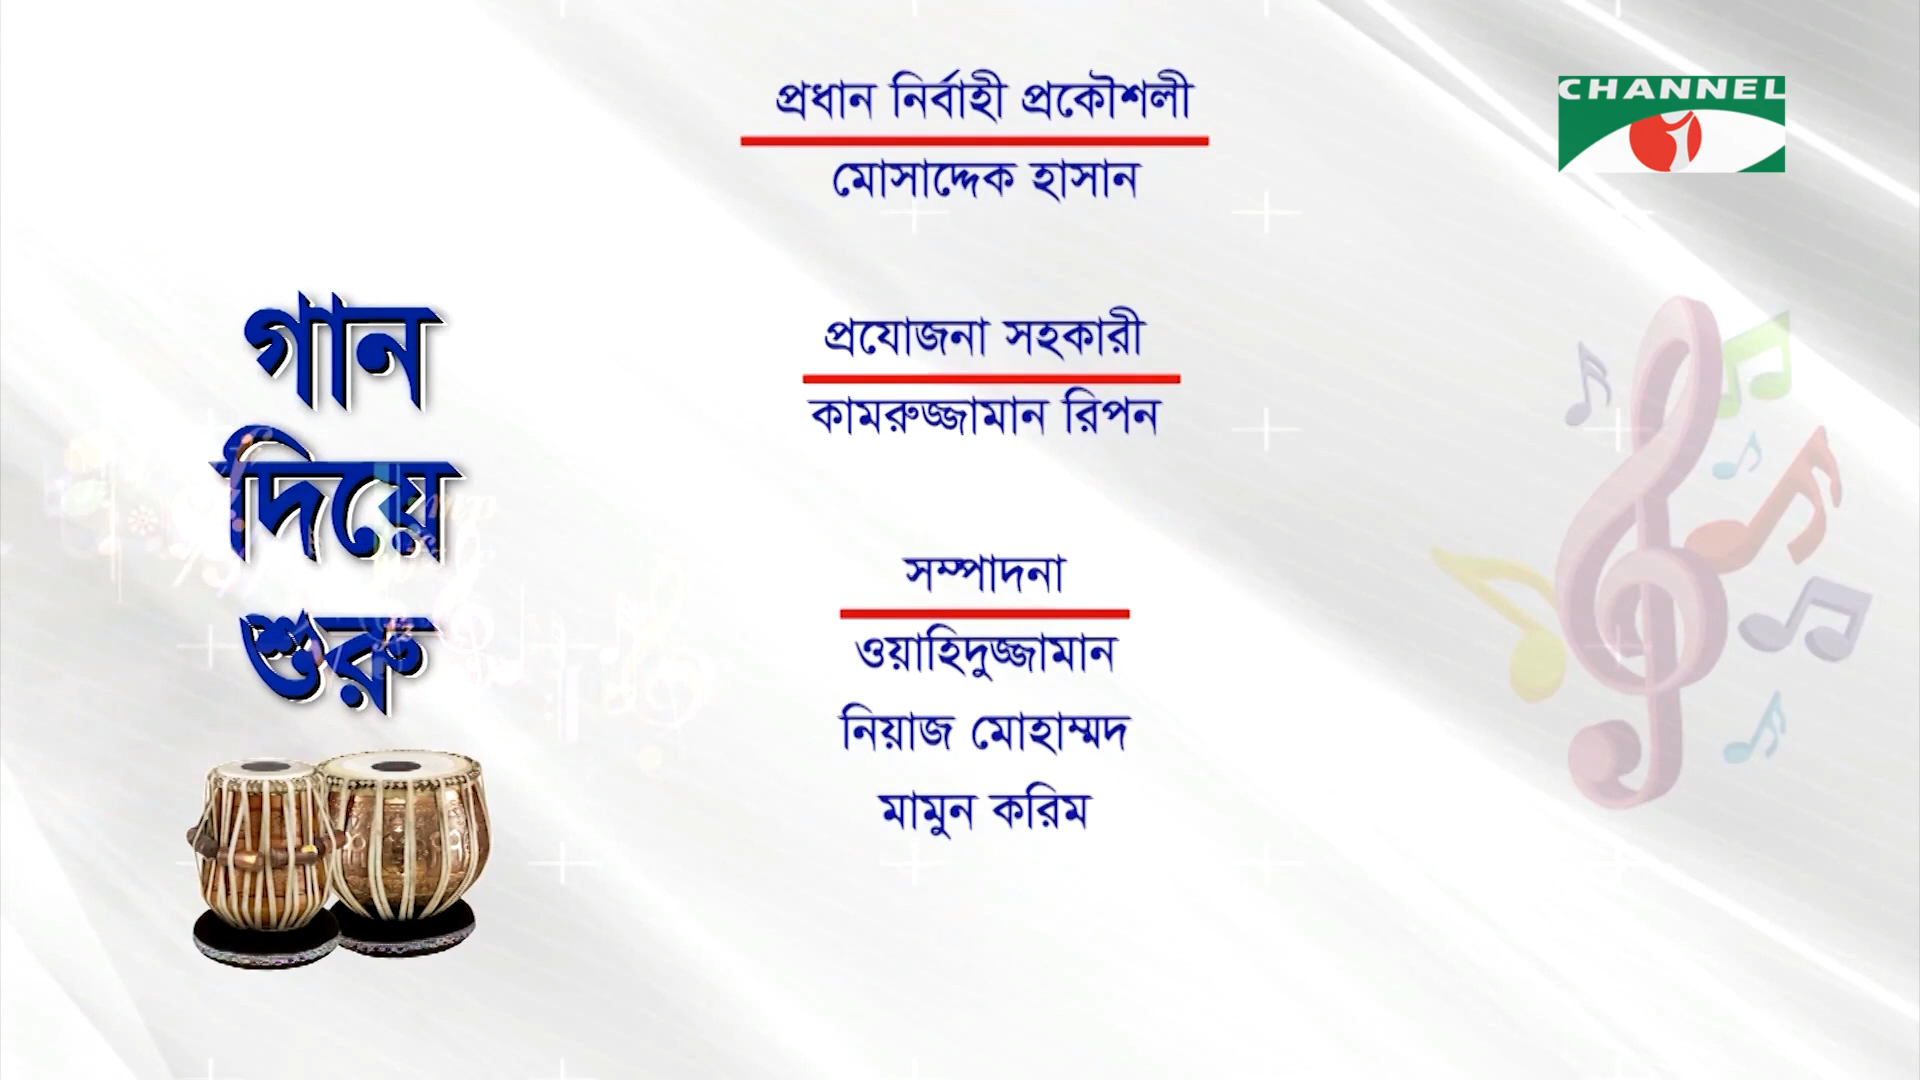 প্রধান নির্বাহী প্রকৌশলী
মোসাদ্দেক হাসান
CHANNEL
গান
দিয়ে
শুরু
প্রযোজনা সহকারী
কামরুজ্জামান রিপন
সম্পাদনা
ওয়াহিদুজ্জামান
নিয়াজ মোহাম্মদ
মামুন করিম